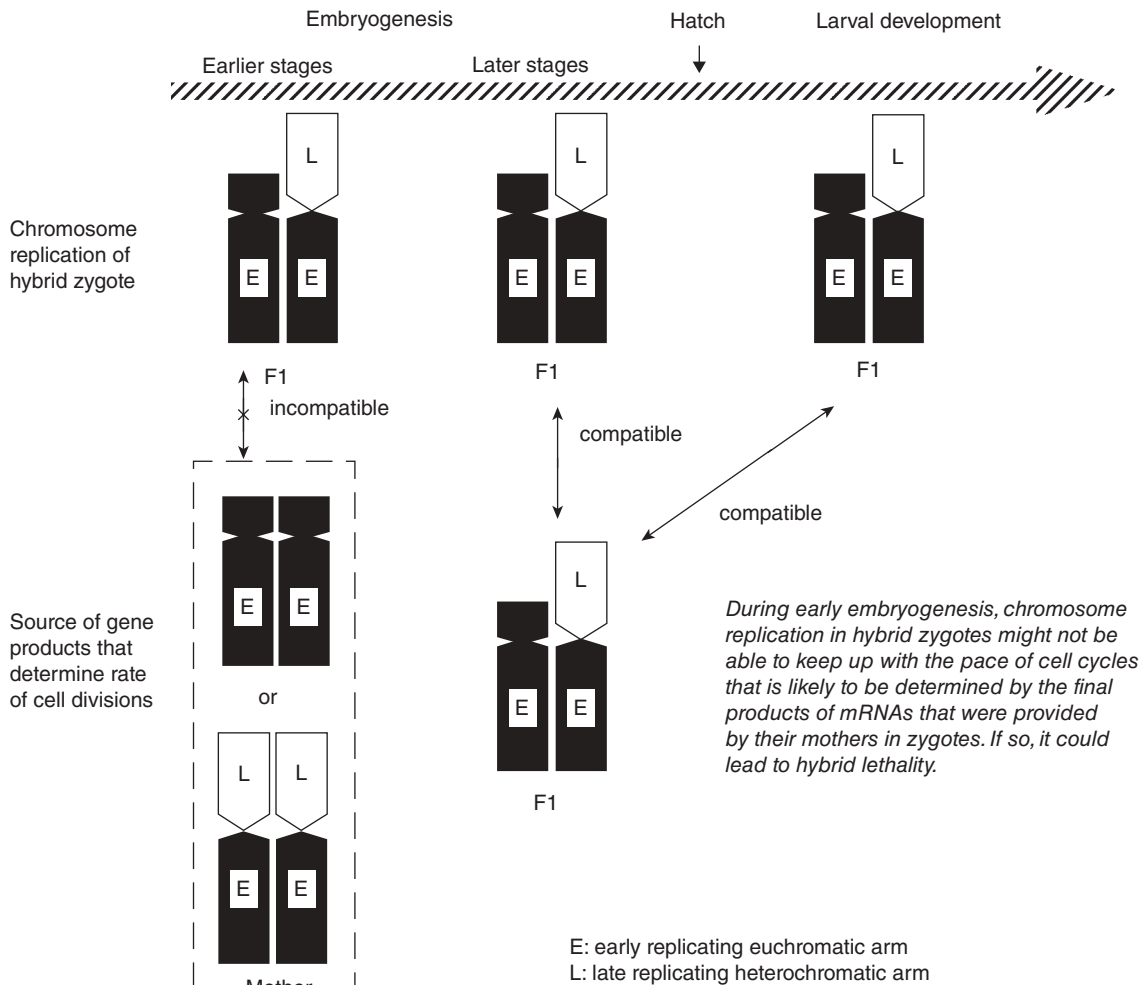 Embryogenesis
Hatch
Larval development
Earlier stages
Later stages
L
L
L
Chromosome
replication of
hybrid zygote
E
E
E
E
E
E
F1
F1
F1
incompatible
compatible
compatible
L
Source of gene
products that
determine rate
of cell divisions
E
E
or
E
E
F1
L
L
E
E
During early embryogenesis, chromosome
replication in hybrid zygotes might not be
able to keep up with the pace of cell cycles
that is likely to be determined by the final
products of mRNAs that were provided
by their mothers in zygotes. If so, it could
lead to hybrid lethality.
Mother
E: early replicating euchromatic arm
L: late replicating heterochromatic arm